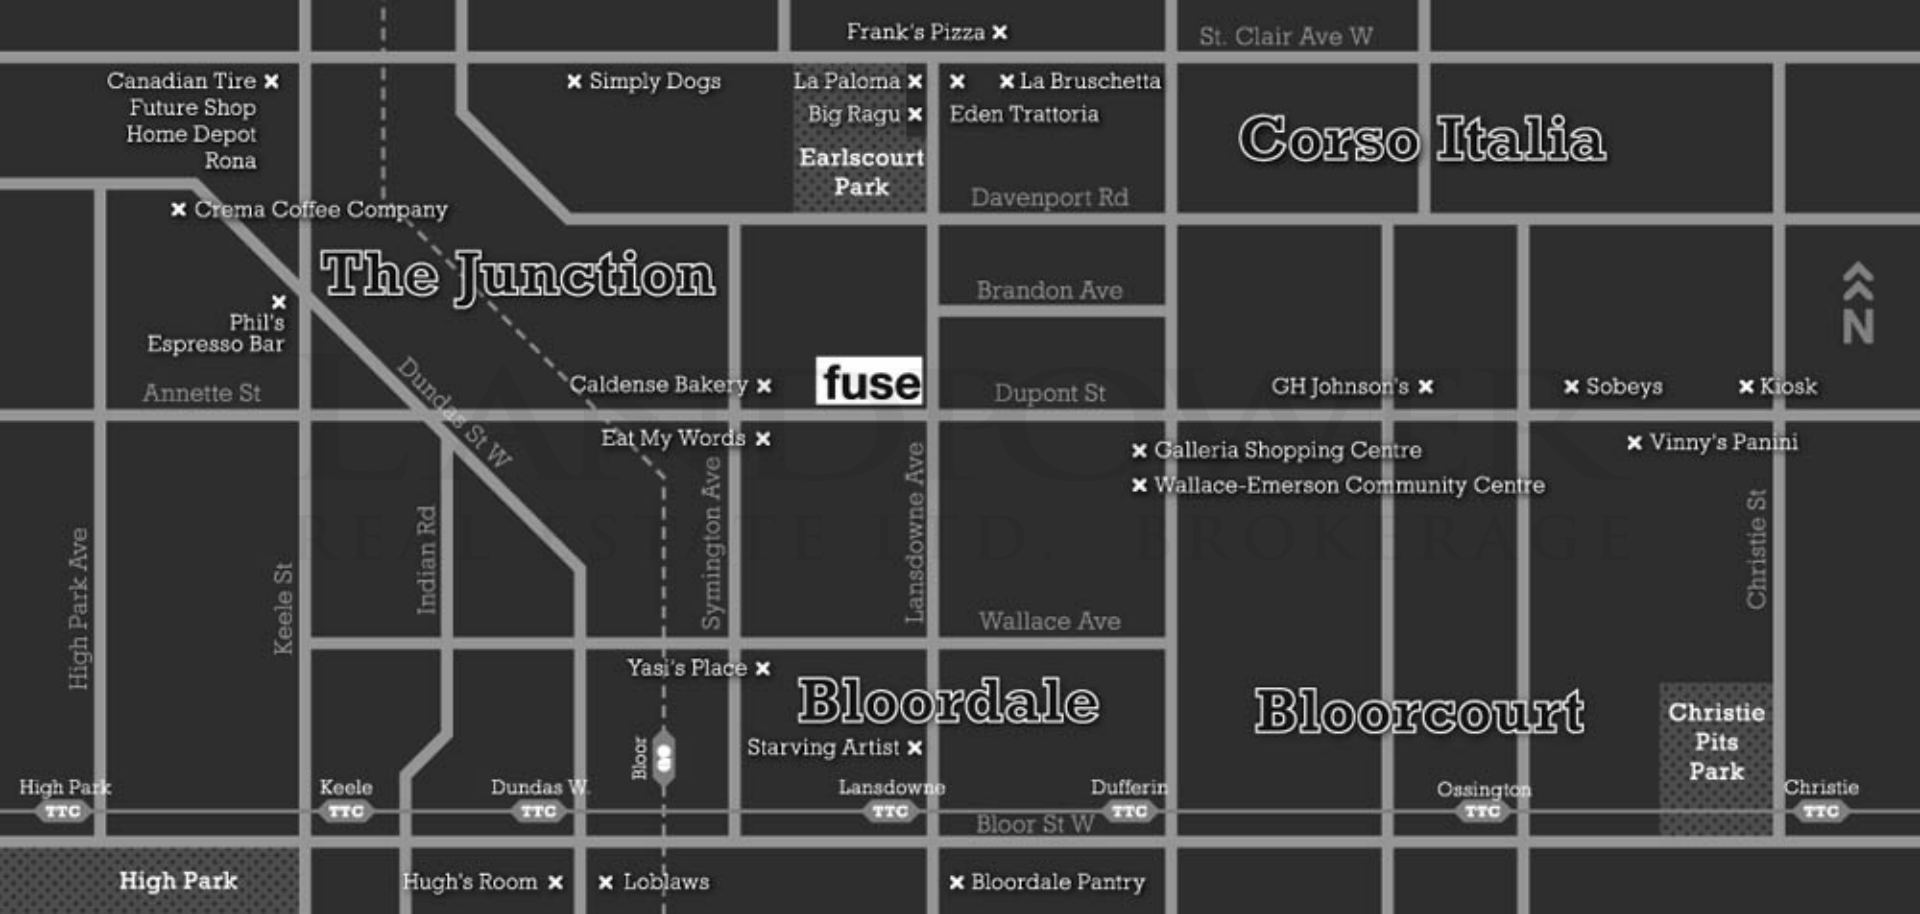 Frank's Pizza
St. Clair Ave W
Canadian Tire
Future Shop
Home Depot
Rona
Simply Dogs
La Paloma
Big Ragu
La Bruschetta
Eden Trattoria
Earlscourt
Park
Corso Italia
Davenport Rd
Crema Coffee Company
The Junction
Brandon Ave
N
Phil's
Espresso Bar
Annette St
Dundas St W
Caldense Bakery
fuse
Dupont St
GH Johnson's
Sobeys
Kiosk
LANDPOWER
Eat My Words
Galleria Shopping Centre
Vinny's Panini
Wallace-Emerson Community Centre
REAL ESTATE LTD. BROKERAGE
High Park Ave
Keele St
Indian Rd
Symington Ave
Lansdowne Ave
Christie St
Wallace Ave
Yasi's Place
Bloordale
Bloorcourt
Christie
Pits
Park
Starving Artist
Bloor
High Park
TTC
Keele
TTC
Dundas W.
TTC
Lansdowne
TTC
Dufferin
TTC
Ossington
TTC
Christie
TTC
Bloor St W
High Park
Hugh's Room
Loblaws
Bloordale Pantry